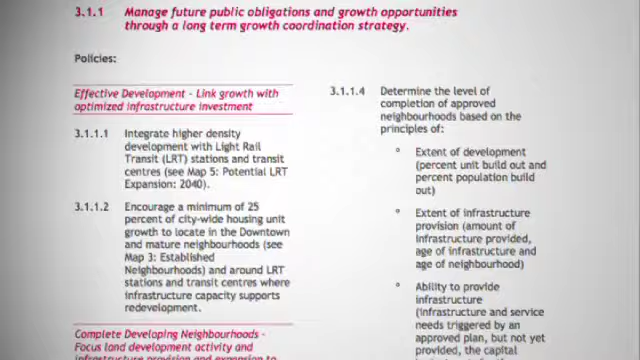 3.1.1 Manage future public obligations and growth opportunities
through a long term growth coordination strategy.
Policies:
Effective Development - Link growth with
optimized infrastructure investment
3.1.1.1 Integrate higher density
development with Light Rail
Transit (LRT) stations and transit
centres (see Map 5: Potential LRT
Expansion: 2040).
3.1.1.2 Encourage a minimum of 25
percent of city-wide housing unit
growth to locate in the Downtown
and mature neighbourhoods (see
Map 3: Established
Neighbourhoods) and around LRT
stations and transit centres where
infrastructure capacity supports
redevelopment.
Complete Developing Neighbourhoods -
Focus land development activity and
infrastructure provision and expansion to
3.1.1.4 Determine the level of
completion of approved
neighbourhoods based on the
principles of:
° Extent of development
(percent unit build out and
percent population build
out)
° Extent of infrastructure
provision (amount of
infrastructure provided,
age of infrastructure and
age of neighbourhood)
° Ability to provide
infrastructure
(infrastructure and service
needs triggered by an
approved plan, but not yet
provided, the capital